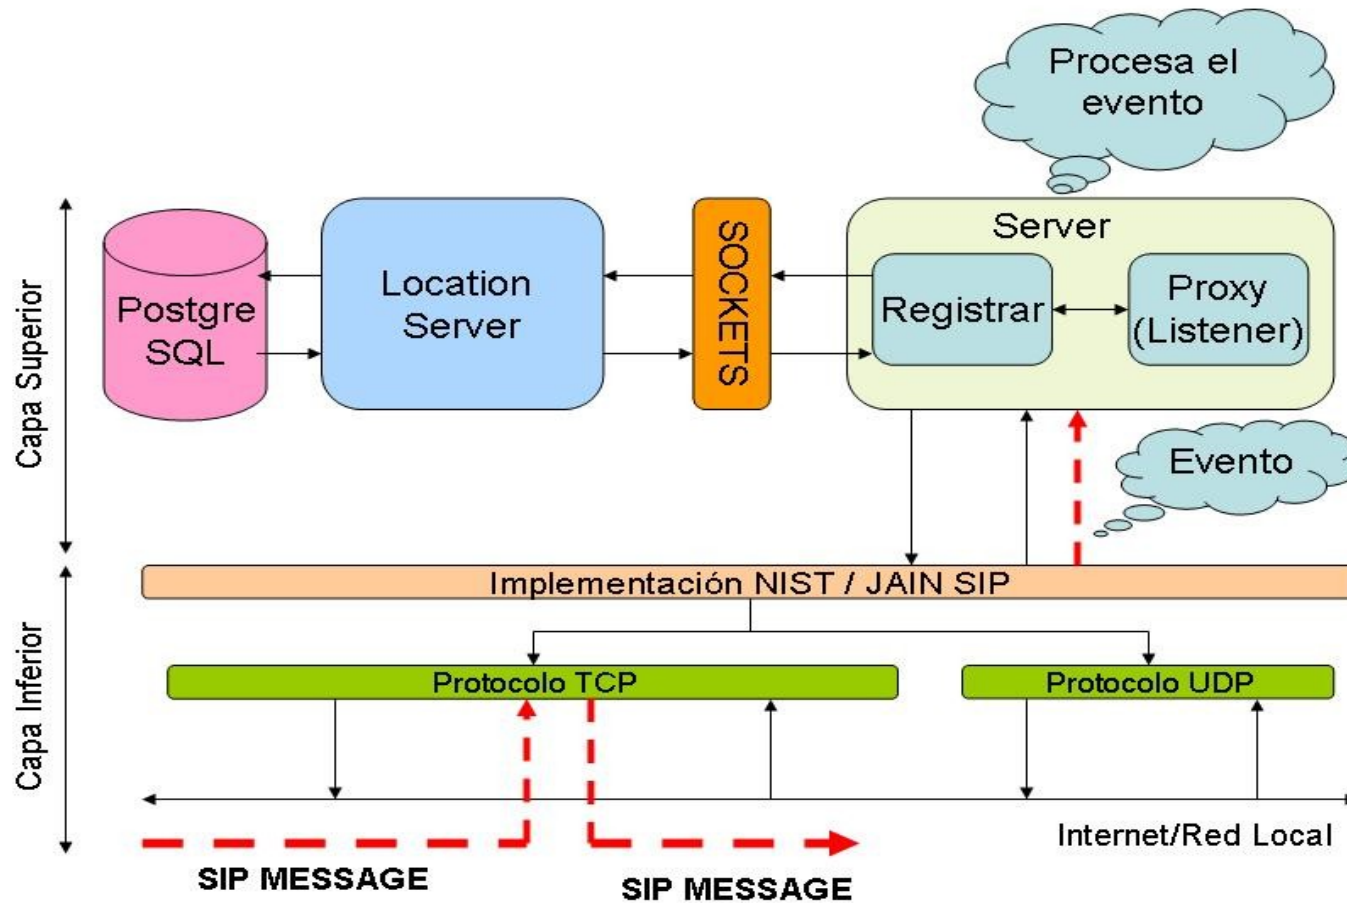 Procesa el
evento
Capa Superior
Postgre
SQL
Location
Server
SOCKETS
Server
Registrar
Proxy
(Listener)
Evento
Capa Inferior
Implementación NIST / JAIN SIP
Protocolo TCP
Protocolo UDP
Internet/Red Local
SIP MESSAGE
SIP MESSAGE